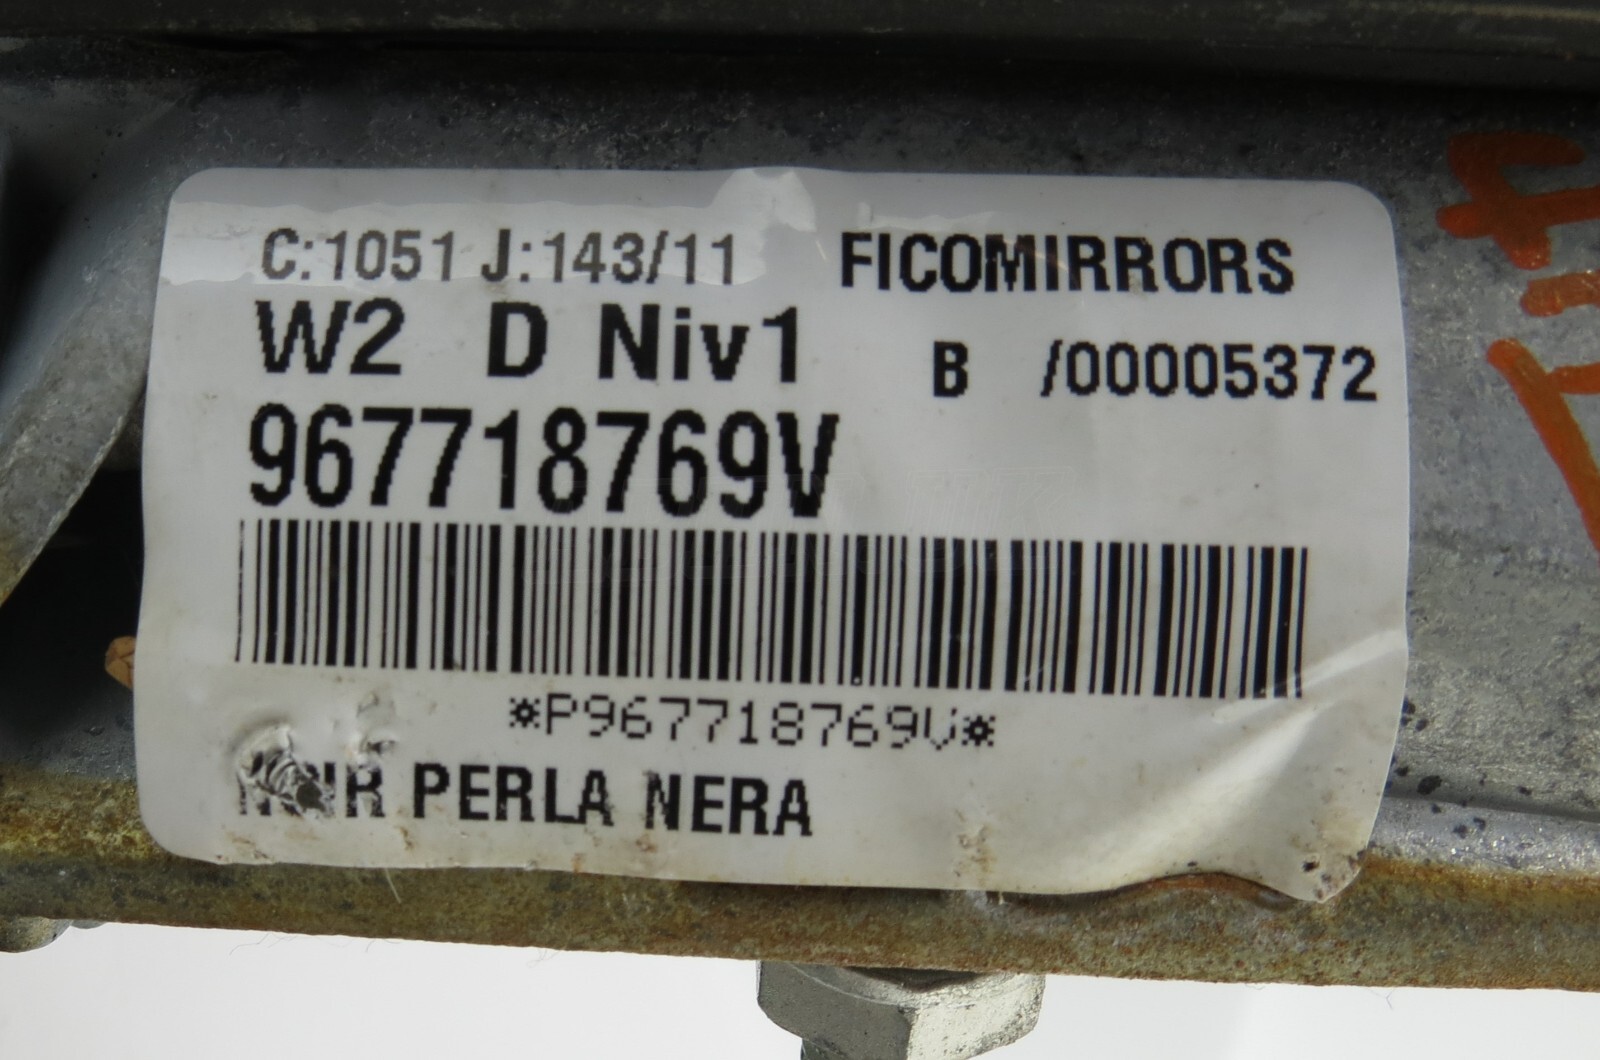 C:1051 J:143/11 FICOMIRRORS
W2 D Niv1 B /00005372
967718769V
*P967718769V*
PERLA NERA